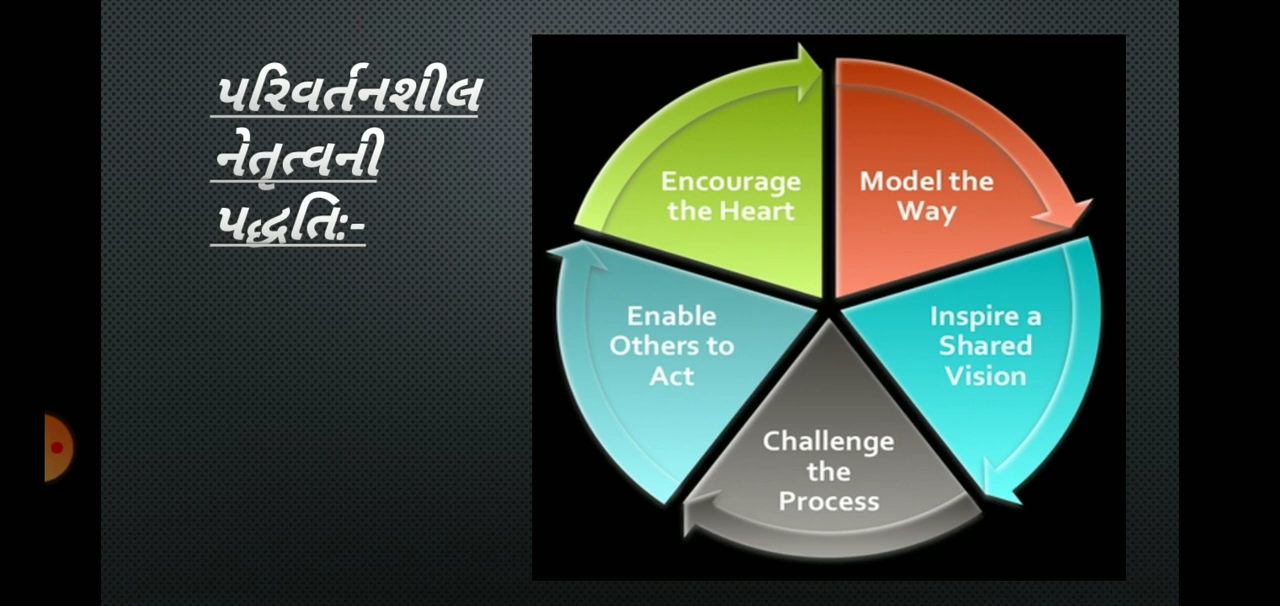 પરિવર્તનશીલ
નેતૃત્વની
પદ્ધતિઃ-
Encourage
the Heart
Model the
Way
Enable
Others to
Act
Inspire a
Shared
Vision
Challenge
the
Process